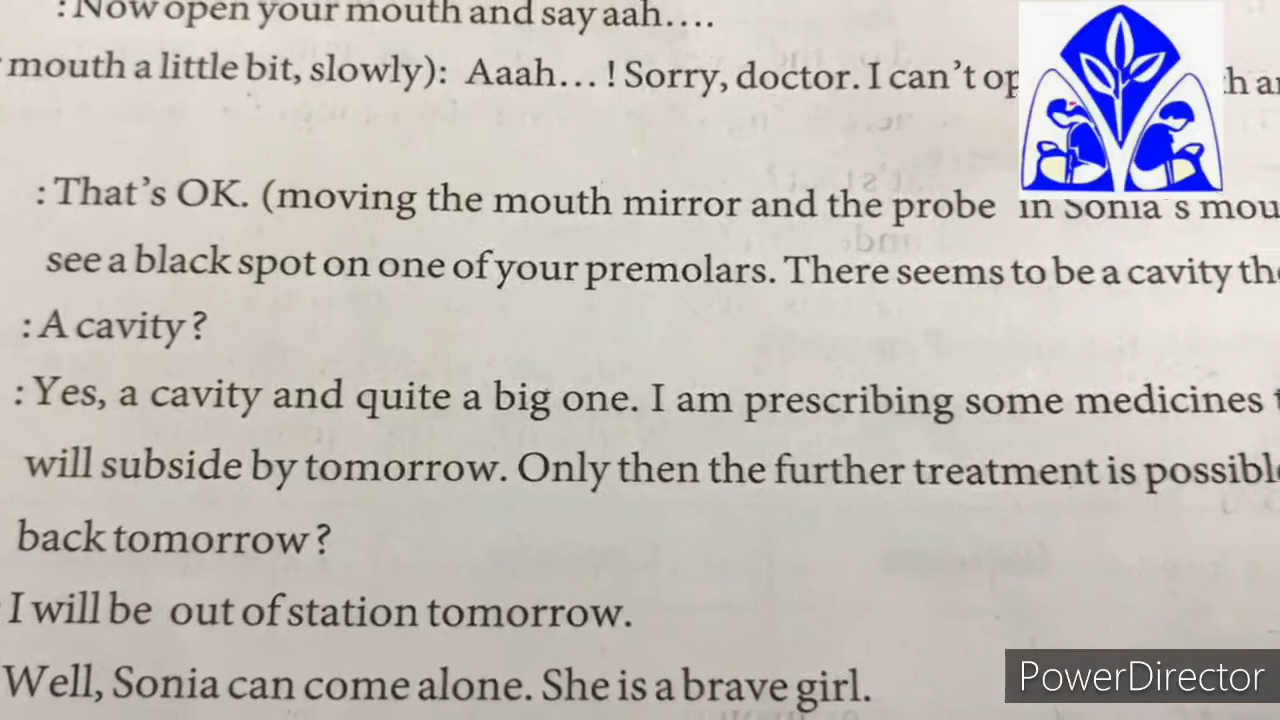 : Now open your mouth and say aah....
mouth a little bit, slowly): Aaah... ! Sorry, doctor. I can't
: That's OK. (moving the mouth mirror and the probe in Sonia's
see a black spot on one of your premolars. There seems to be a cavity
: A cavity?
: Yes, a cavity and quite a big one. I am prescribing some medicines
will subside by tomorrow. Only then the further treatment is
back tomorrow?
I will be out of station tomorrow.
Well, Sonia can come alone. She is a brave girl.
PowerDirector